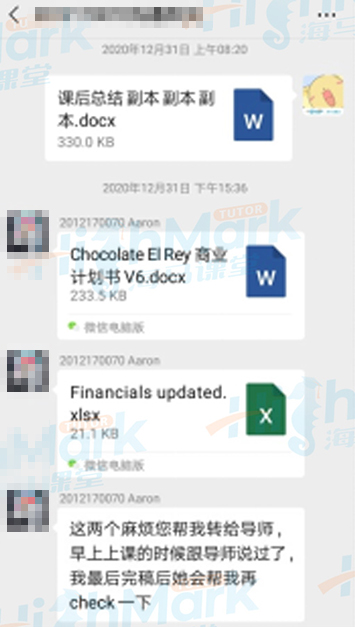 2020年12月31日 上午08:20
课后总结 副本 副本 副
本.docx
330.0 KB
W
2020年12月31日 下午15:36
2012170070 Aaron
Chocolate El Rey 商业
计划书 V6.docx
233.5 KB
W
微信电脑版
2012170070 Aaron
Financials updated.
xlsx
21.1 KB
X
微信电脑版
2012170070 Aaron
这两个麻烦您帮我转给导师，
早上上课的时候跟导师说过了，
我最后完稿后她会帮我再
check 一下
HighMark
TUTOR
海马课堂